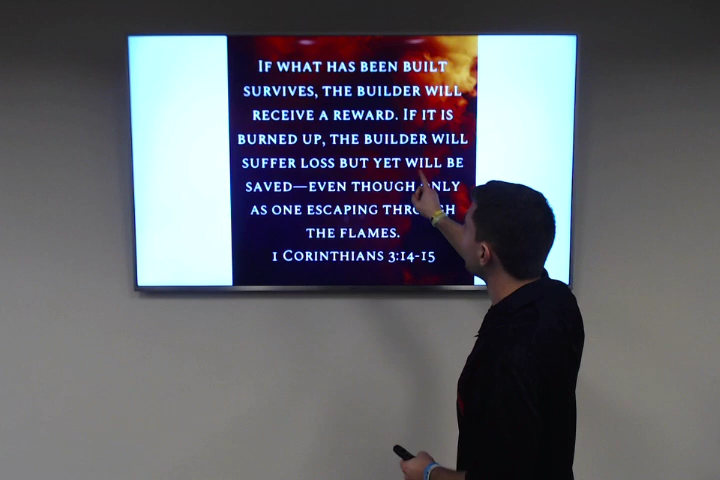 If what has been built
survives, the builder will
receive a reward. If it is
burned up, the builder will
suffer loss but yet will be
saved—even though only
as one escaping through
the flames.
1 Corinthians 3:14-15